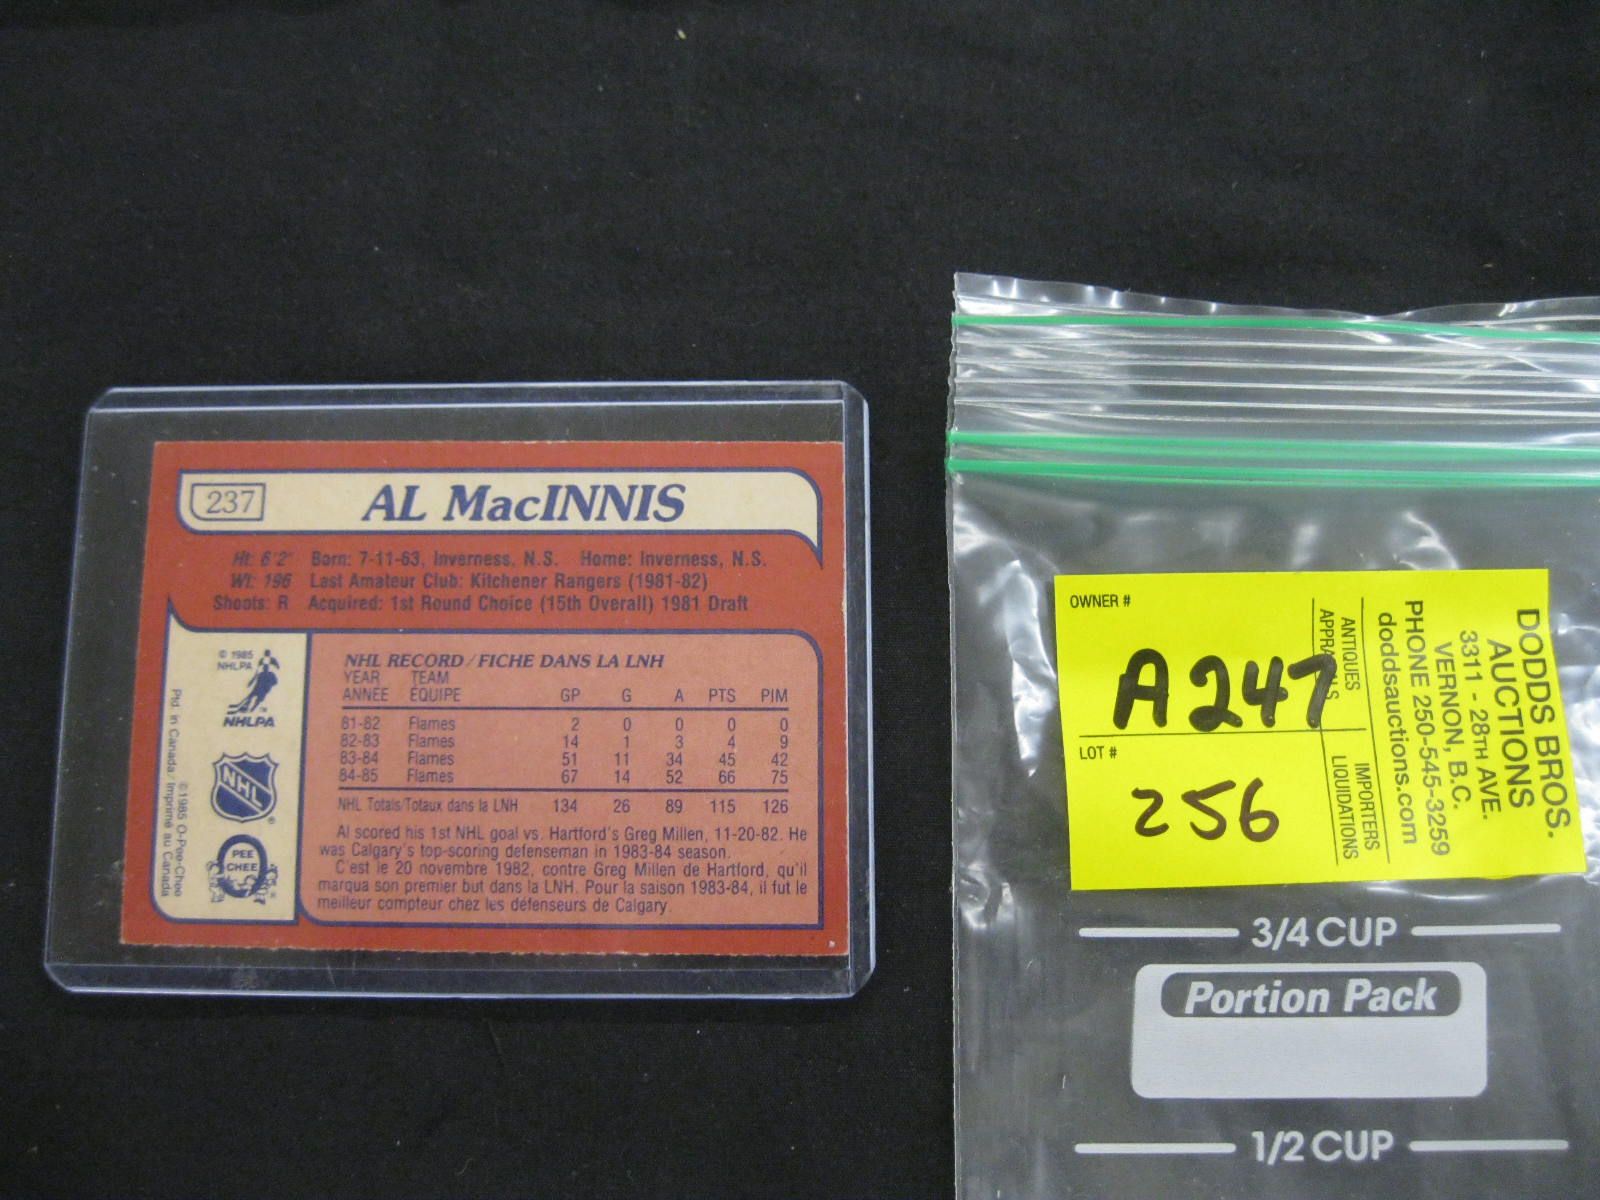 237
AL MacINNIS
Ht: 6'2" Born: 7-11-63, Inverness, N.S. Home: Inverness, N.S.
Wt: 196 Last Amateur Club: Kitchener Rangers (1981-82)
Shoots: R Acquired: 1st Round Choice (15th Overall) 1981 Draft
© 1985
NHLPA
NHLPA
NHL
PEE
CHEE
© 1985 O-Pee-Chee
Ptd. in Canada/Imprimé au Canada
NHL RECORD/FICHE DANS LA LNH
YEAR TEAM
ANNÉE ÉQUIPE GP G A PTS PIM
81-82 Flames 2 0 0 0 0
82-83 Flames 14 1 3 4 9
83-84 Flames 51 11 34 45 42
84-85 Flames 67 14 52 66 75
NHL Totals/Totaux dans la LNH 134 26 89 115 126
Al scored his 1st NHL goal vs. Hartford's Greg Millen, 11-20-82. He
was Calgary's top-scoring defenseman in 1983-84 season.
C'est le 20 novembre 1982, contre Greg Millen de Hartford, qu'il
marqua son premier but dans la LNH. Pour la saison 1983-84, il fut le
meilleur compteur chez les défenseurs de Calgary.
OWNER #
A247
LOT #
256
DODDS BROS.
AUCTIONS
3311 - 28TH AVE.
VERNON, B.C.
PHONE 250-545-3259
doddsauctions.com
ANTIQUES
APPRAISALS
IMPORTERS
LIQUIDATIONS
3/4 CUP
Portion Pack
1/2 CUP